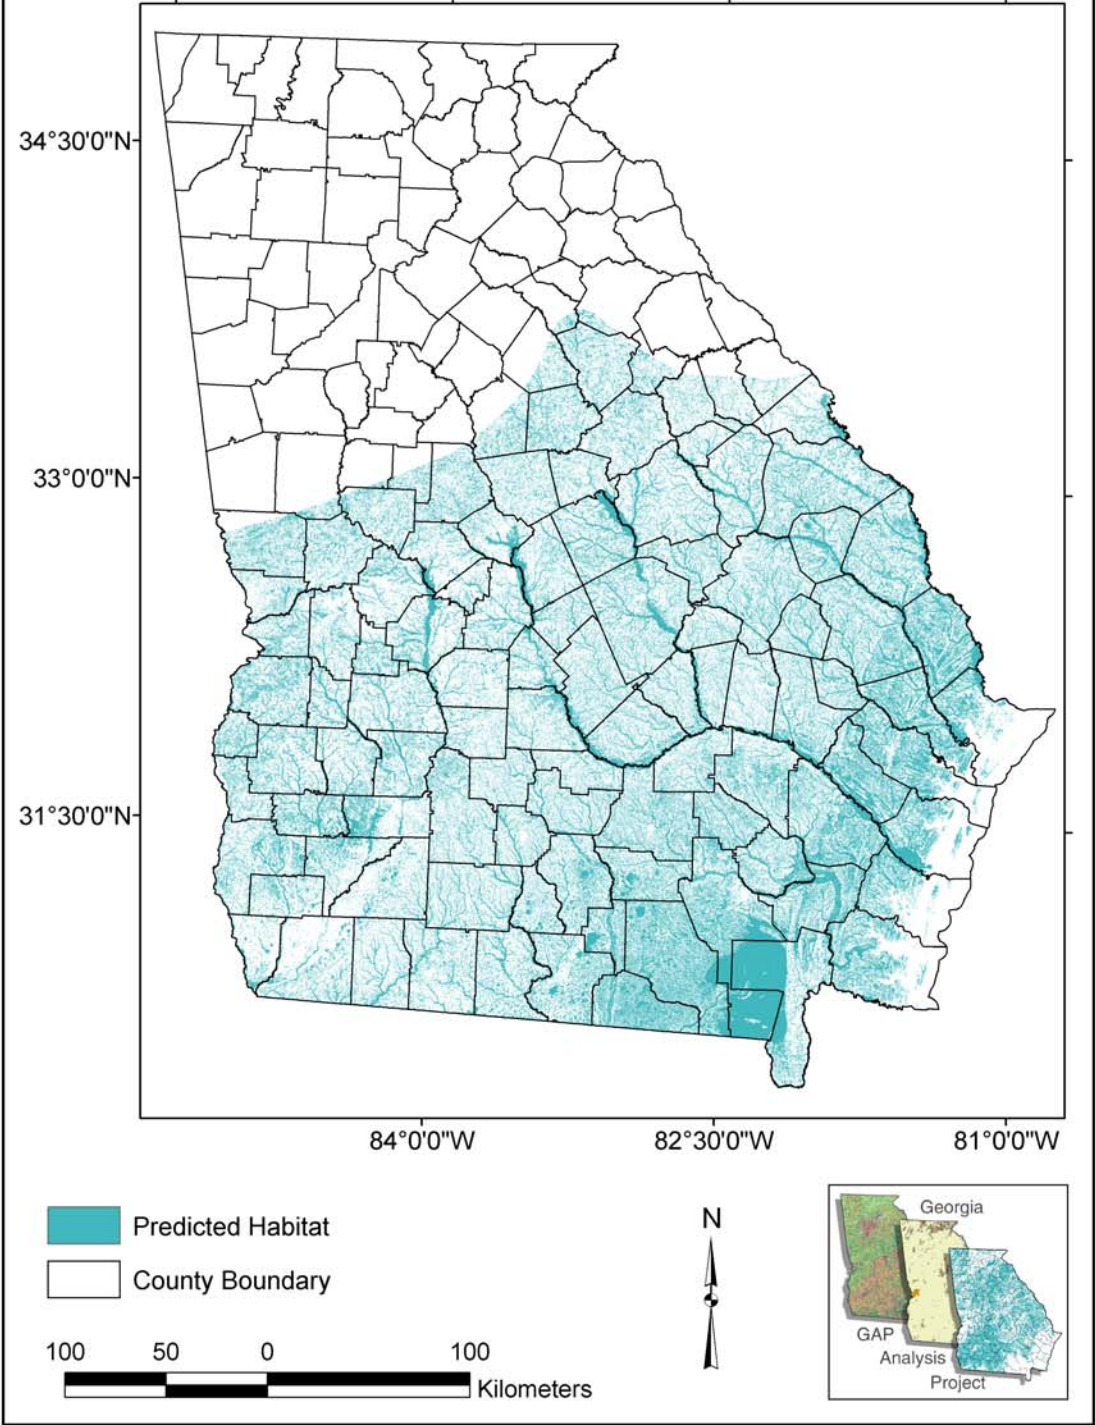 34°30'0"N
33°0'0"N
31°30'0"N
84°0'0"W 82°30'0"W 81°0'0"W
Predicted Habitat
County Boundary
100 50 0 100
Kilometers
N
Georgia
GAP
Analysis
Project